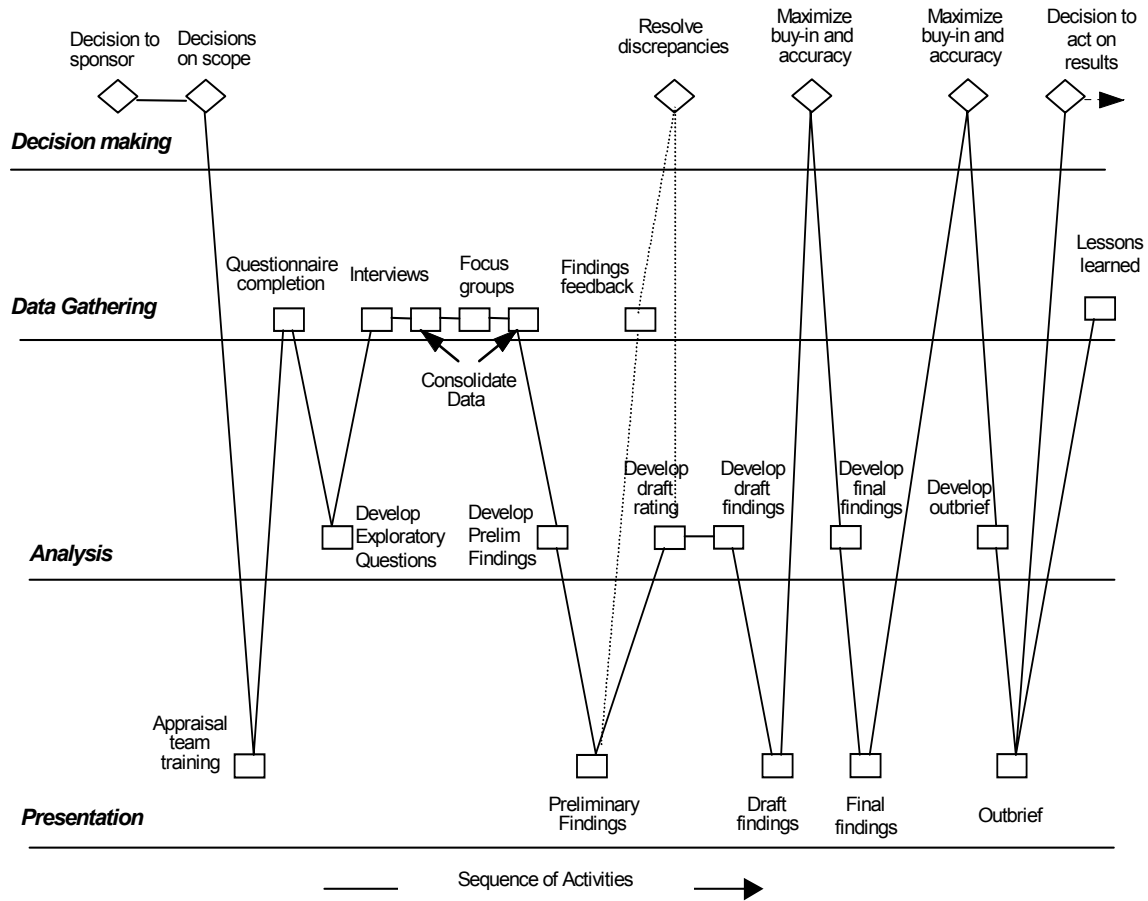 Decision to
sponsor
Decisions
on scope
Resolve
discrepancies
Maximize
buy-in and
accuracy
Maximize
buy-in and
accuracy
Decision to
act on
results
Decision making
Questionnaire
completion
Interviews
Focus
groups
Findings
feedback
Lessons
learned
Data Gathering
Consolidate
Data
Develop
Exploratory
Questions
Develop
Prelim
Findings
Develop
draft
rating
Develop
draft
findings
Develop
final
findings
Develop
outbrief
Analysis
Appraisal
team
training
Preliminary
Findings
Draft
findings
Final
findings
Outbrief
Presentation
Sequence of Activities